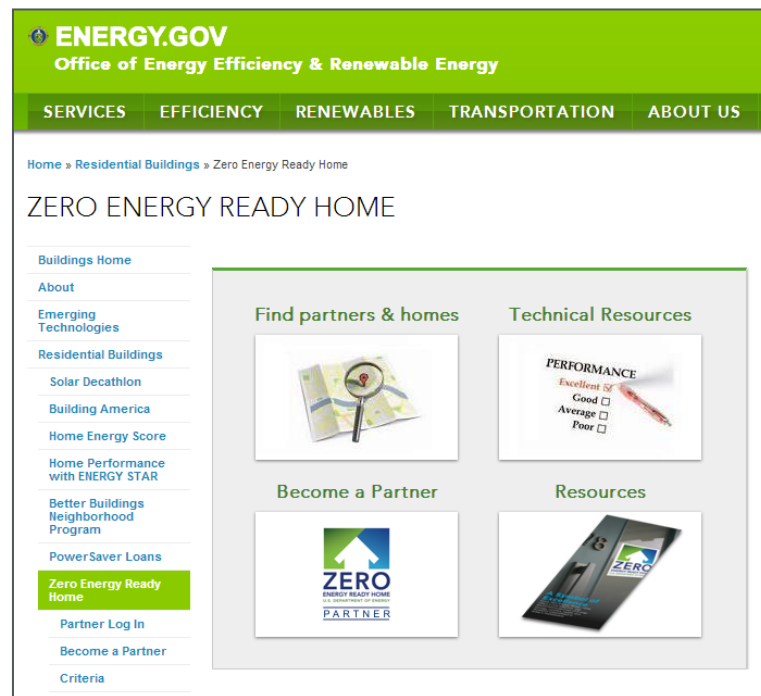 ENERGY.GOV
Office of Energy Efficiency & Renewable Energy
SERVICES EFFICIENCY RENEWABLES TRANSPORTATION ABOUT US
Home » Residential Buildings » Zero Energy Ready Home
ZERO ENERGY READY HOME
Buildings Home
About
Emerging
Technologies
Residential Buildings
Solar Decathlon
Building America
Home Energy Score
Home Performance
with ENERGY STAR
Better Buildings
Neighborhood
Program
PowerSaver Loans
Zero Energy Ready
Home
Partner Log In
Become a Partner
Criteria
Find partners & homes
Technical Resources
PERFORMANCE
Excellent
Good
Average
Poor
Become a Partner
ZERO
ENERGY READY HOME
U.S. DEPARTMENT OF ENERGY
PARTNER
Resources
ZERO
A Symbol of
Excellence